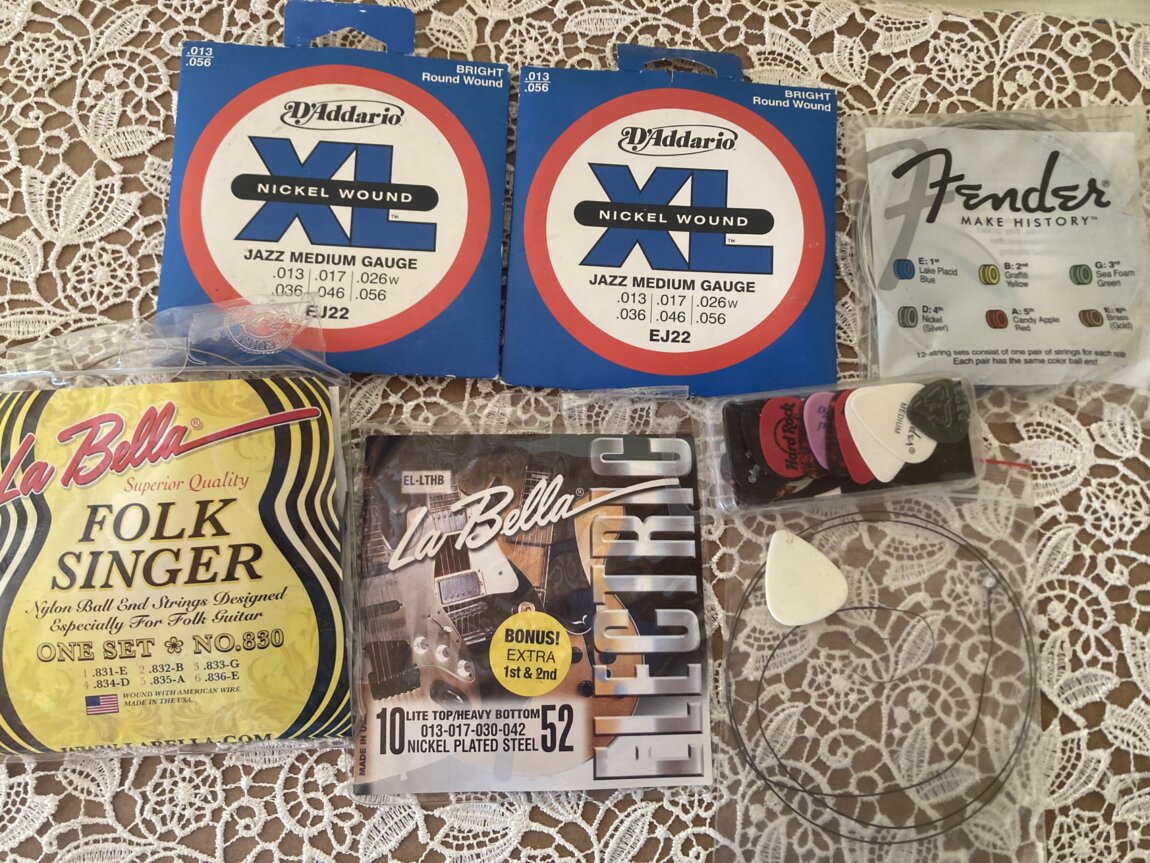 .013
.056
BRIGHT
Round Wound
D'Addario
XL
NICKEL WOUND
TM
JAZZ MEDIUM GAUGE
.013 .017 .026w
.036 .046 .056
EJ22
.013
.056
BRIGHT
Round Wound
D'Addario
XL
NICKEL WOUND
TM
JAZZ MEDIUM GAUGE
.013 .017 .026w
.036 .046 .056
EJ22
Fender®
MAKE HISTORY™
E: 1st
Lake Placid
Blue
B: 2nd
Graffiti
Yellow
G: 3rd
Sea Foam
Green
D: 4th
Nickel
(Silver)
A: 5th
Candy Apple
Red
E: 6th
Brass
(Gold)
12-string sets consist of one pair of strings for each note
Each pair has the same color ball end.
La Bella®
Superior Quality
FOLK
SINGER
Nylon Ball End Strings Designed
Especially For Folk Guitar
ONE SET NO.830
1 .831-E 2 .832-B 3 .833-G
4 .834-D 5 .835-A 6 .836-E
WOUND WITH AMERICAN WIRE.
MADE IN THE USA.
EL-LTHB
La Bella®
ELECTRIC
BONUS!
EXTRA
1st & 2nd
10 LITE TOP/HEAVY BOTTOM 52
013-017-030-042
NICKEL PLATED STEEL
MADE IN U
Hard Rock
MEDIUM